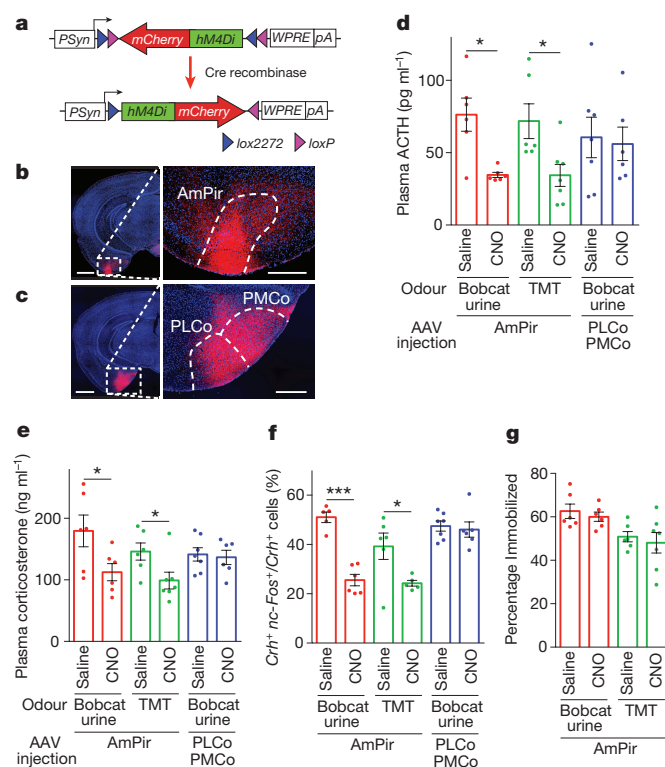 a
PSyn
mCherry
hM4Di
WPRE
pA
Cre recombinase
PSyn
hM4Di
mCherry
WPRE
pA
lox2272
loxP
b
AmPir
c
PLCo
PMCo
d
Plasma ACTH (pg ml⁻¹)
100
50
0
*
*
Saline
CNO
Saline
CNO
Saline
CNO
Odour
Bobcat
urine
TMT
Bobcat
urine
AAV
injection
AmPir
PLCo
PMCo
e
Plasma corticosterone (ng ml⁻¹)
200
100
0
*
*
Saline
CNO
Saline
CNO
Saline
CNO
Odour
Bobcat
urine
TMT
Bobcat
urine
AAV
injection
AmPir
PLCo
PMCo
f
Crh⁺ nc-Fos⁺/Crh⁺ cells (%)
60
40
20
0
***
*
Saline
CNO
Saline
CNO
Saline
CNO
Bobcat
urine
TMT
Bobcat
urine
AmPir
PLCo
PMCo
g
Percentage Immobilized
80
60
40
20
0
Saline
CNO
Saline
CNO
Bobcat
urine
TMT
AmPir